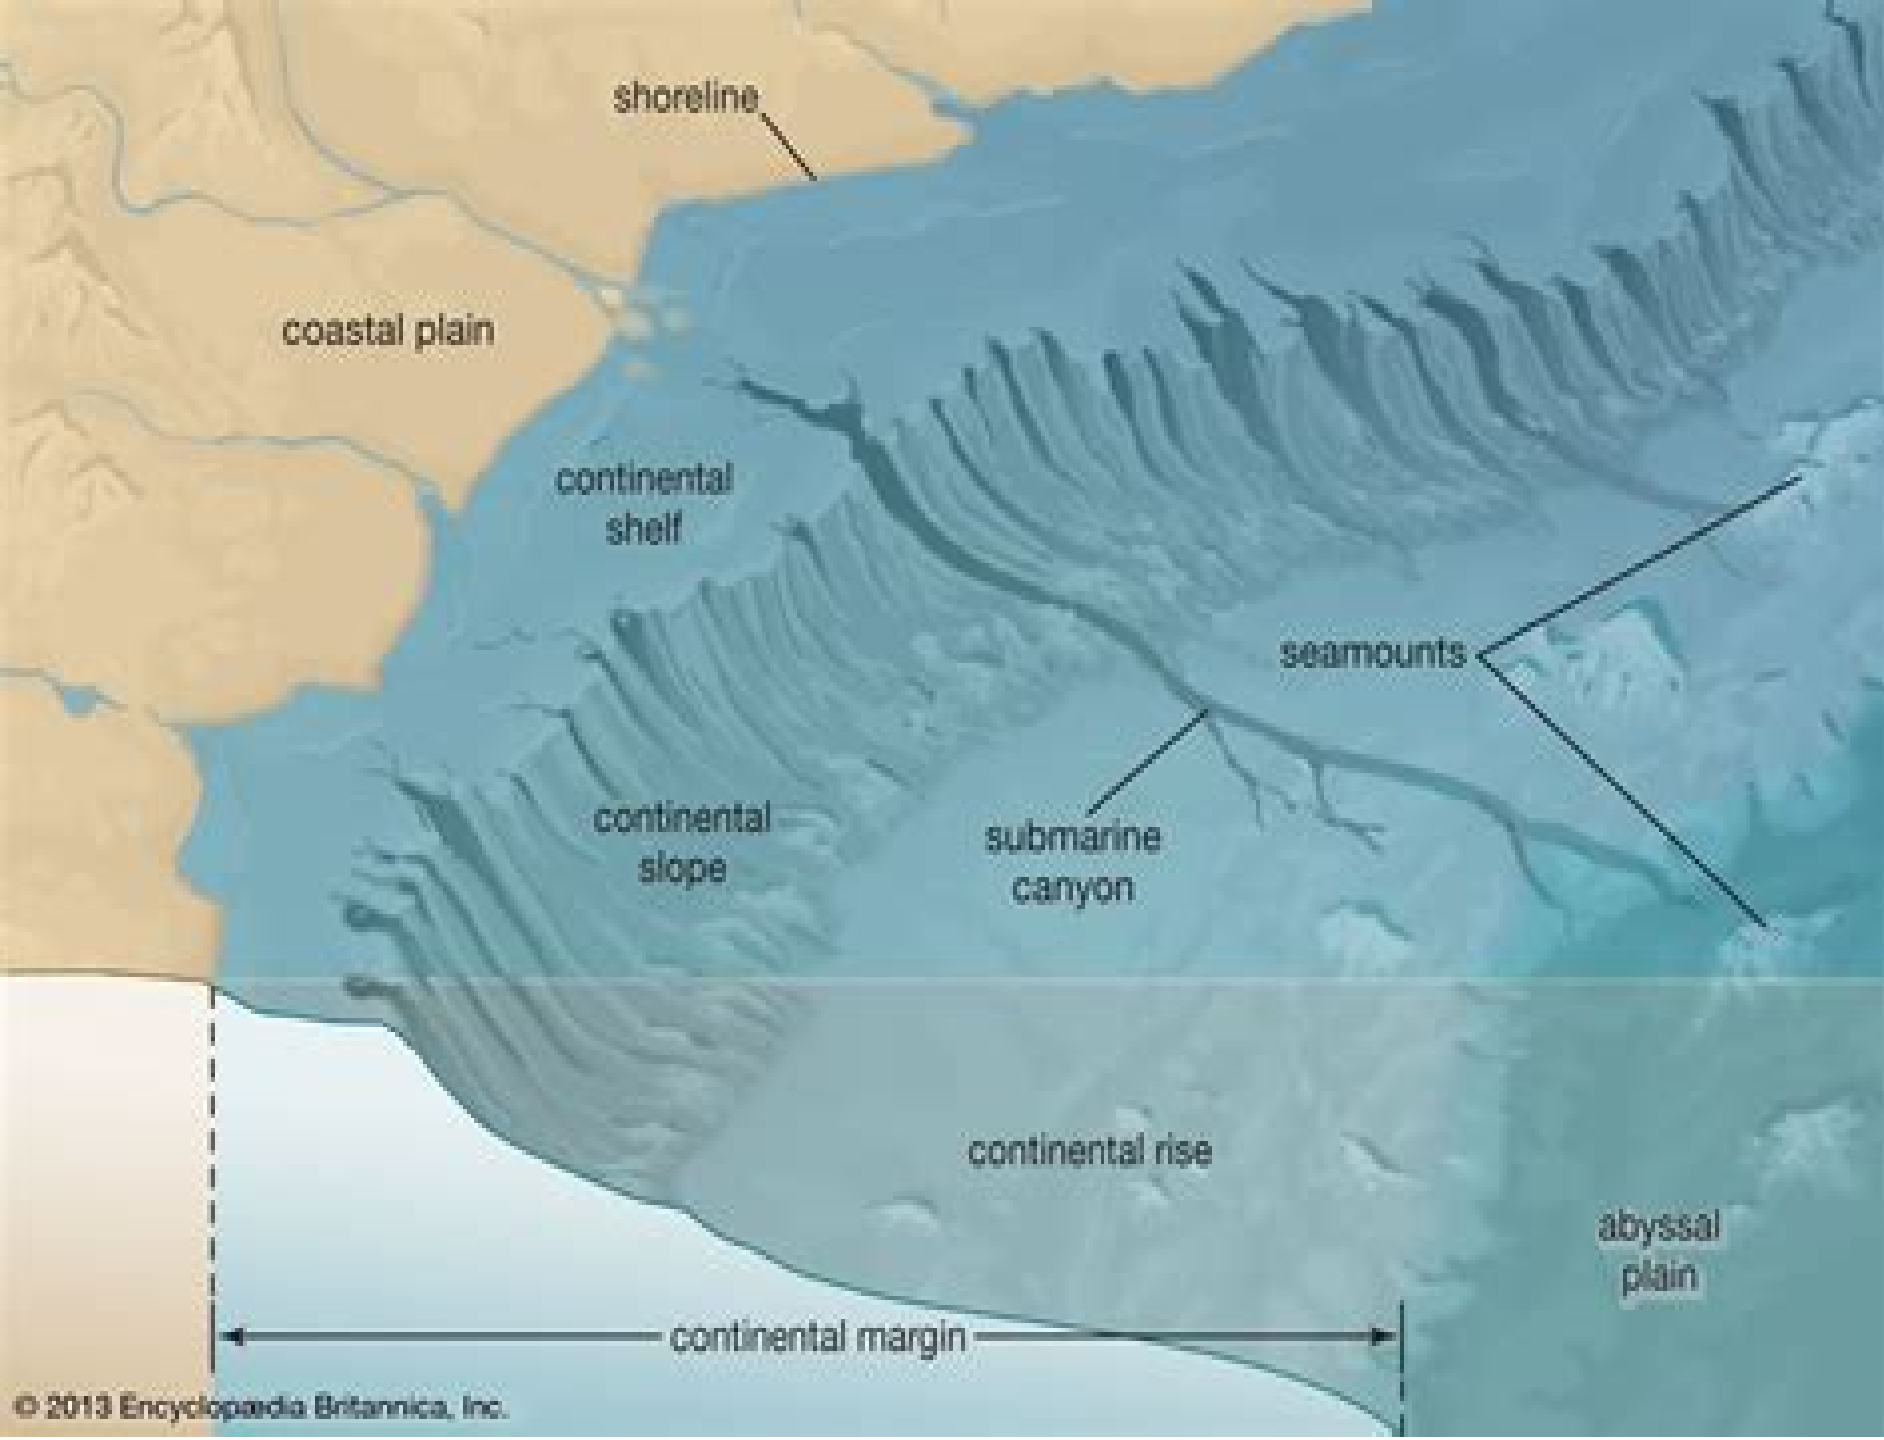 shoreline
coastal plain
continental
shelf
seamounts
continental
slope
submarine
canyon
continental rise
abyssal
plain
continental margin
© 2013 Encyclopædia Britannica, Inc.